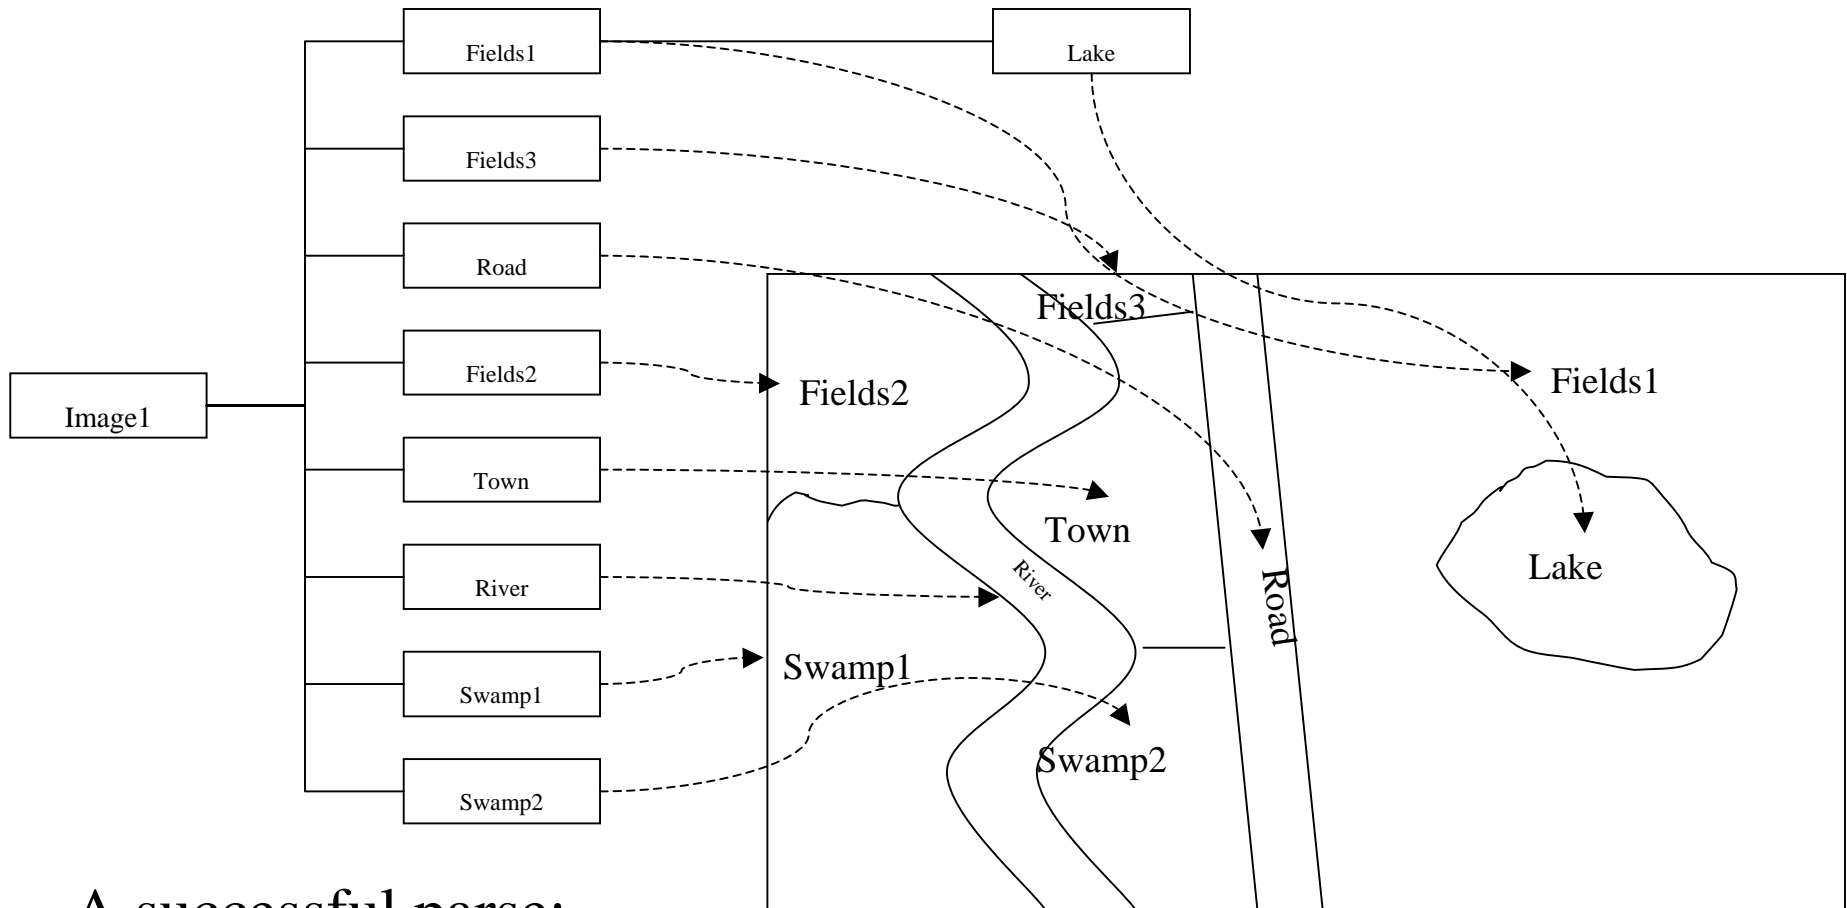 Fields1
Lake
Fields3
Road
Fields2
Image1
Town
River
Swamp1
Swamp2
Fields3
Fields2
Fields1
Town
River
Road
Lake
Swamp1
Swamp2
A successful parse: